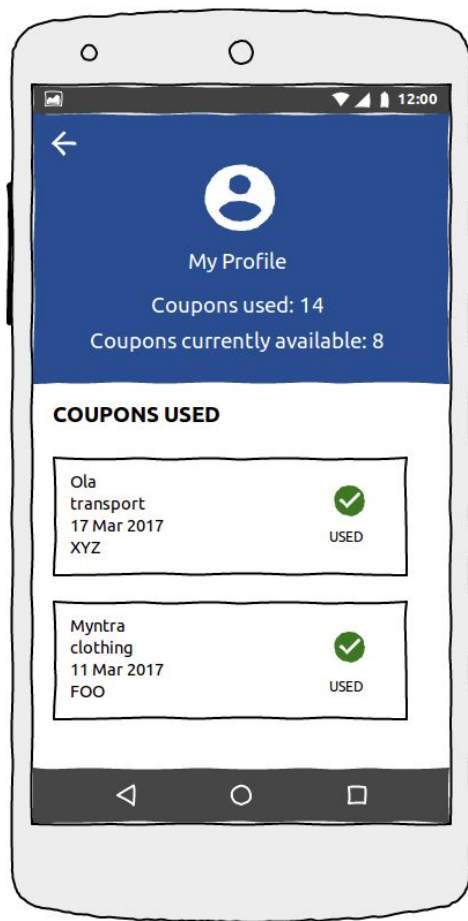 12:00
My Profile
Coupons used: 14
Coupons currently available: 8
COUPONS USED
Ola
transport
17 Mar 2017
XYZ
USED
Myntra
clothing
11 Mar 2017
FOO
USED